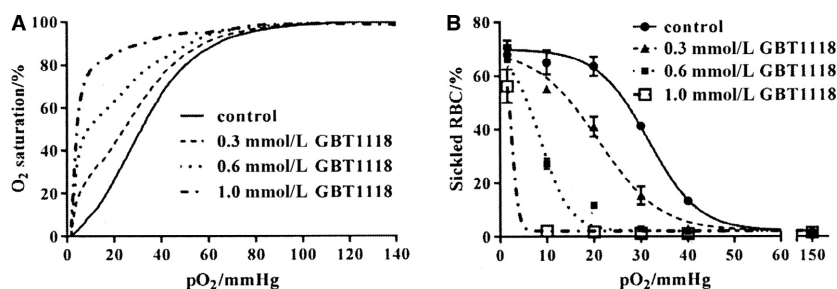 A
100
80
60
40
20
0
O₂ saturation/%
0 20 40 60 80 100 120 140
pO₂/mmHg
control
0.3 mmol/L GBT1118
0.6 mmol/L GBT1118
1.0 mmol/L GBT1118
B
80
60
40
20
0
Sickled RBC/%
0 10 20 30 40 50 60 150
pO₂/mmHg
control
0.3 mmol/L GBT1118
0.6 mmol/L GBT1118
1.0 mmol/L GBT1118